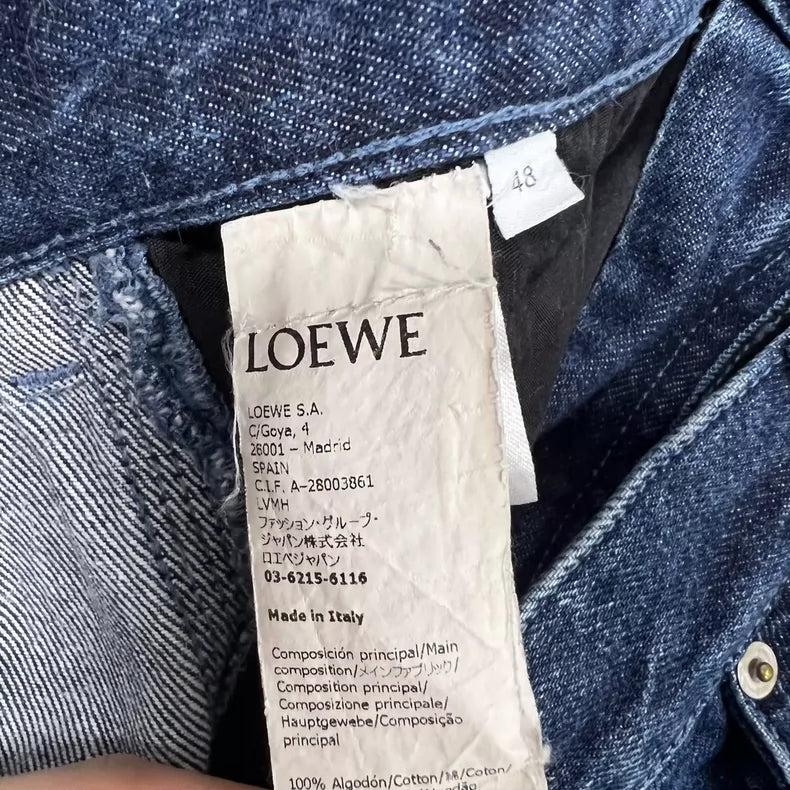 48
LOEWE
LOEWE S.A.
C/Goya, 4
28001 – Madrid
SPAIN
C.I.F. A-28003861
LVMH
ファッション・グループ・
ジャパン株式会社
ロエベジャパン
03-6215-6116
Made in Italy
Composición principal/Main
composition/メインファブリック/
Composition principal/
Composizione principale/
Hauptgewebe/Composição
principal
100% Algodón/Cotton/綿/Coton/